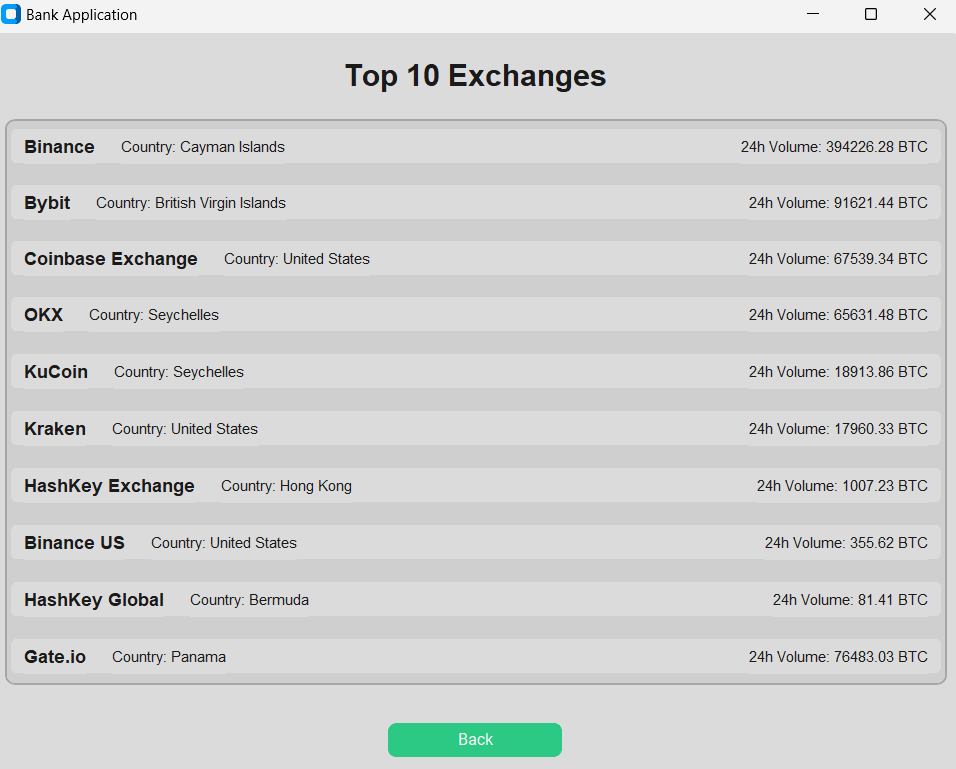 Bank Application
Top 10 Exchanges
Binance Country: Cayman Islands 24h Volume: 394226.28 BTC
Bybit Country: British Virgin Islands 24h Volume: 91621.44 BTC
Coinbase Exchange Country: United States 24h Volume: 67539.34 BTC
OKX Country: Seychelles 24h Volume: 65631.48 BTC
KuCoin Country: Seychelles 24h Volume: 18913.86 BTC
Kraken Country: United States 24h Volume: 17960.33 BTC
HashKey Exchange Country: Hong Kong 24h Volume: 1007.23 BTC
Binance US Country: United States 24h Volume: 355.62 BTC
HashKey Global Country: Bermuda 24h Volume: 81.41 BTC
Gate.io Country: Panama 24h Volume: 76483.03 BTC
Back